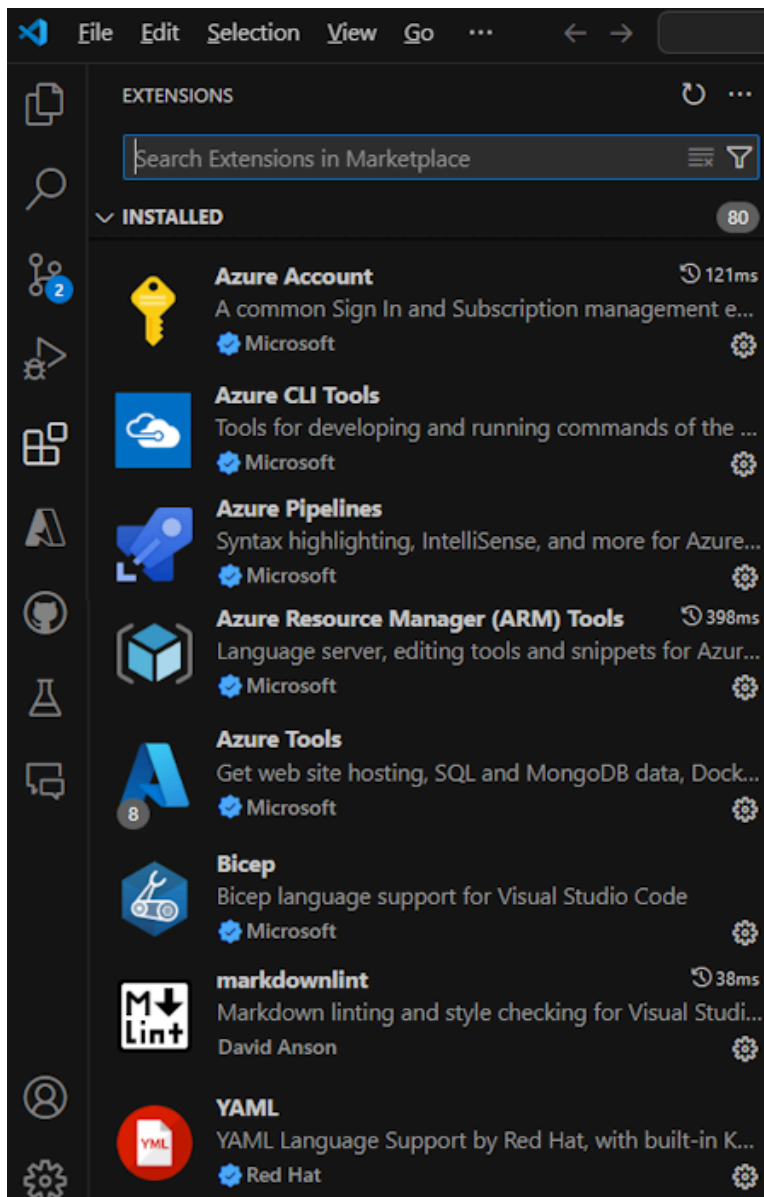 File Edit Selection View Go ...
EXTENSIONS
Search Extensions in Marketplace
INSTALLED 80
2
Azure Account 121ms
A common Sign In and Subscription management e...
Microsoft
Azure CLI Tools
Tools for developing and running commands of the ...
Microsoft
Azure Pipelines
Syntax highlighting, IntelliSense, and more for Azure...
Microsoft
Azure Resource Manager (ARM) Tools 398ms
Language server, editing tools and snippets for Azur...
Microsoft
Azure Tools
Get web site hosting, SQL and MongoDB data, Dock...
8
Microsoft
Bicep
Bicep language support for Visual Studio Code
Microsoft
markdownlint 38ms
Markdown linting and style checking for Visual Studi...
M
Lint
David Anson
YAML
YAML Language Support by Red Hat, with built-in K...
YML
Red Hat